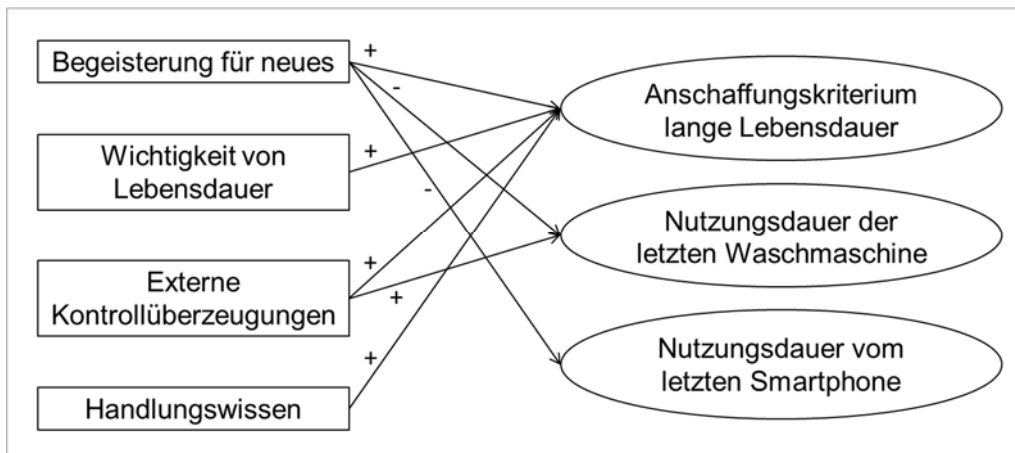 Begeisterung für neues
Wichtigkeit von
Lebensdauer
Externe
Kontrollüberzeugungen
Handlungswissen
+
-
+
-
+
+
+
Anschaffungskriterium
lange Lebensdauer
Nutzungsdauer der
letzten Waschmaschine
Nutzungsdauer vom
letzten Smartphone